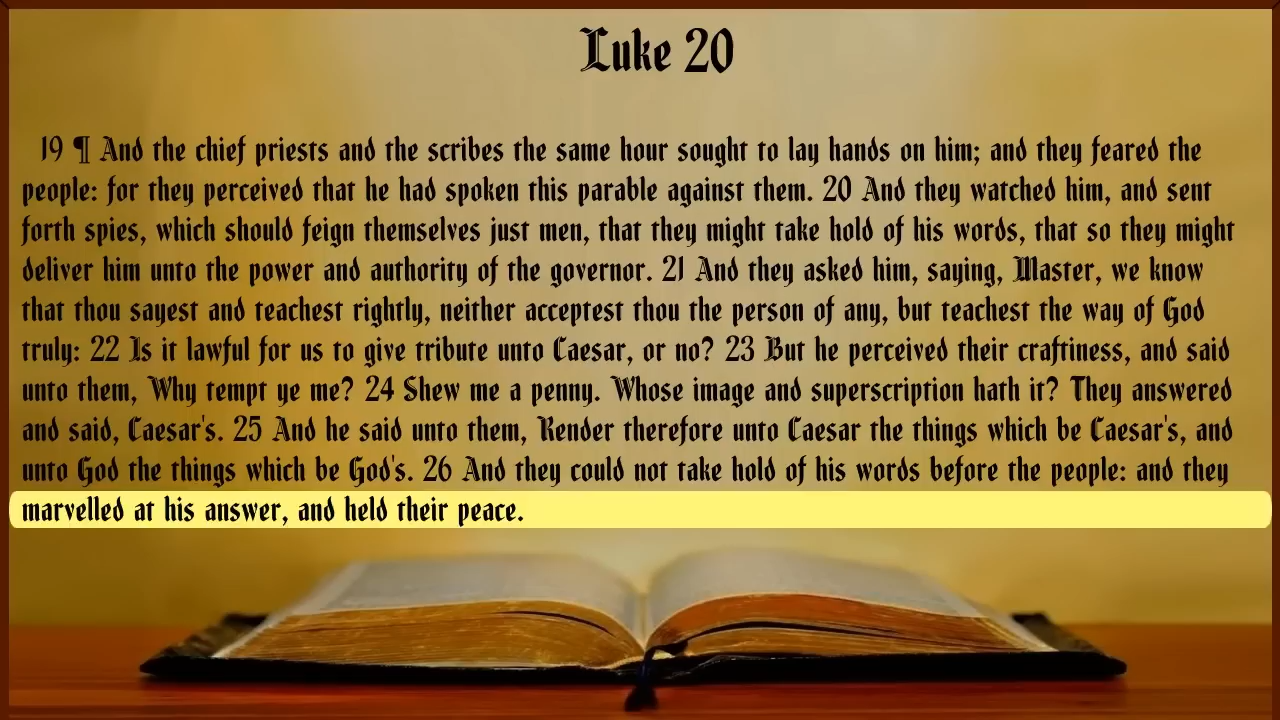 Luke 20
19 ¶ And the chief priests and the scribes the same hour sought to lay hands on him; and they feared the
people: for they perceived that he had spoken this parable against them. 20 And they watched him, and sent
forth spies, which should feign themselves just men, that they might take hold of his words, that so they might
deliver him unto the power and authority of the governor. 21 And they asked him, saying, Master, we know
that thou sayest and teachest rightly, neither acceptest thou the person of any, but teachest the way of God
truly: 22 Is it lawful for us to give tribute unto Caesar, or no? 23 But he perceived their craftiness, and said
unto them, Why tempt ye me? 24 Shew me a penny. Whose image and superscription hath it? They answered
and said, Caesar's. 25 And he said unto them, Render therefore unto Caesar the things which be Caesar's, and
unto God the things which be God's. 26 And they could not take hold of his words before the people: and they
marvelled at his answer, and held their peace.